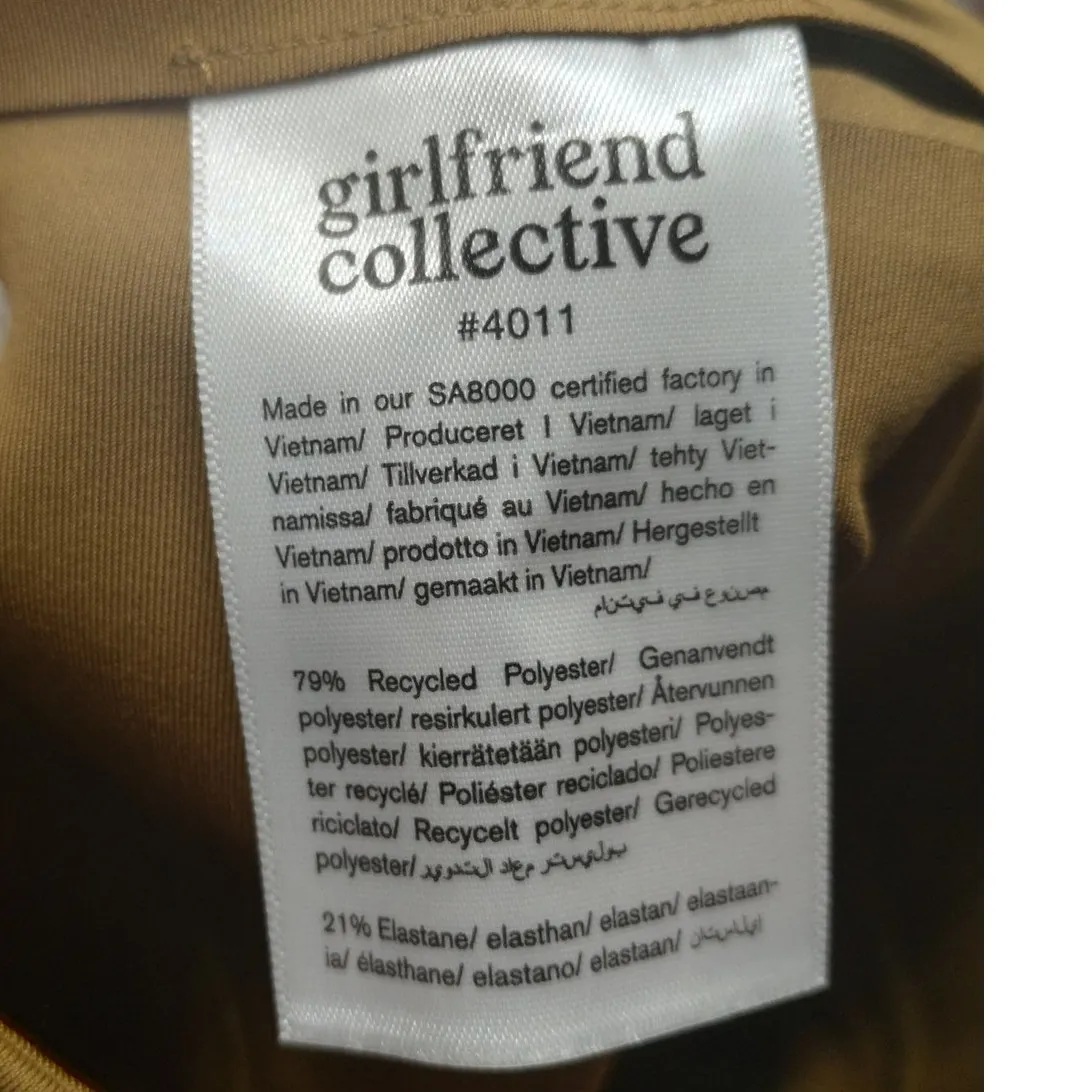 girlfriend
collective
#4011
Made in our SA8000 certified factory in
Vietnam/ Produceret I Vietnam/ laget i
Vietnam/ Tillverkad i Vietnam/ tehty Viet-
namissa/ fabriqué au Vietnam/ hecho en
Vietnam/ prodotto in Vietnam/ Hergestellt
in Vietnam/ gemaakt in Vietnam/
مصنوع في فيتنام
79% Recycled Polyester/ Genanvendt
polyester/ resirkulert polyester/ Återvunnen
polyester/ kierrätetään polyesteri/ Polyes-
ter recyclé/ Poliéster reciclado/ Poliestere
riciclato/ Recycelt polyester/ Gerecycled
polyester/ بوليستر معاد التدوير
21% Elastane/ elasthan/ elastan/ elastaan-
ia/ élasthane/ elastano/ elastaan/ إيلاستان